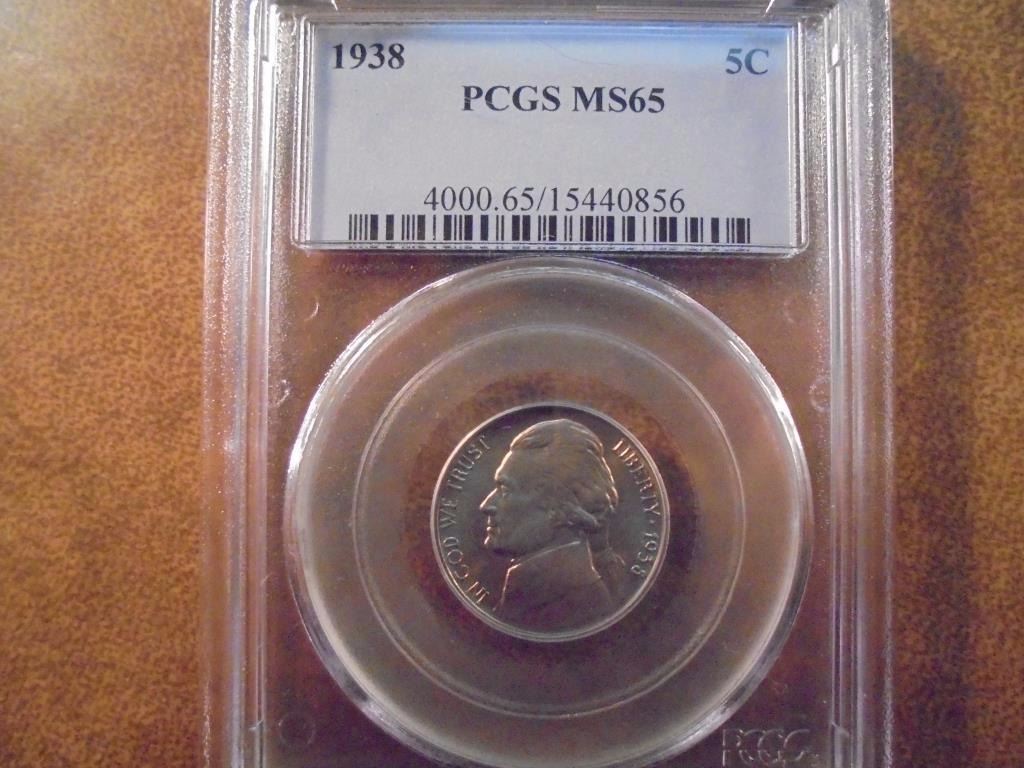 1938 5C
PCGS MS65
4000.65/15440856
IN GOD WE TRUST LIBERTY · 1938
PCGS